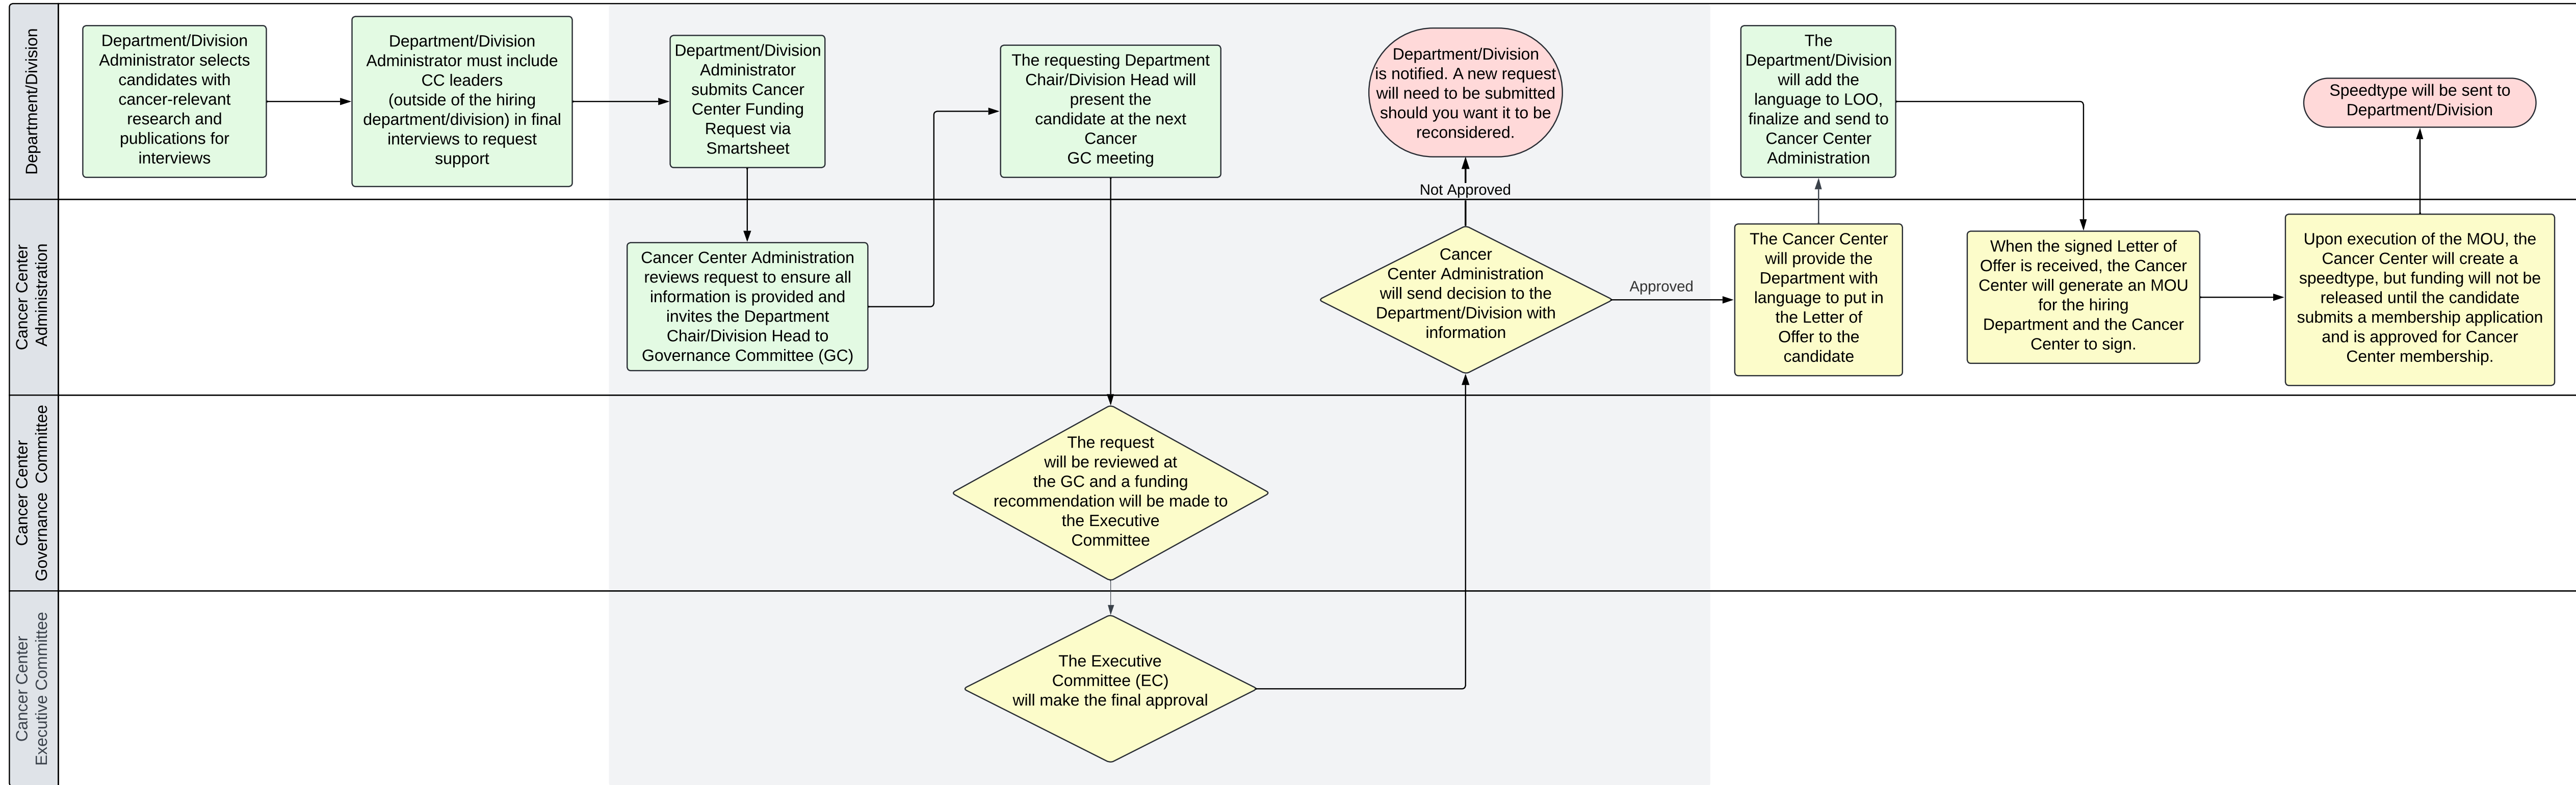 Department/Division
Department/Division
Administrator selects
candidates with
cancer-relevant
research and
publications for
interviews
Department/Division
Administrator must include
CC leaders
(outside of the hiring
department/division) in final
interviews to request
support
Department/Division
Administrator
submits Cancer
Center Funding
Request via
Smartsheet
The requesting Department
Chair/Division Head will
present the
candidate at the next
Cancer
GC meeting
Department/Division
is notified. A new request
will need to be submitted
should you want it to be
reconsidered.
Not Approved
The
Department/Division
will add the
language to LOO,
finalize and send to
Cancer Center
Administration
Speedtype will be sent to
Department/Division
Cancer Center
Administration
Cancer Center Administration
reviews request to ensure all
information is provided and
invites the Department
Chair/Division Head to
Governance Committee (GC)
Cancer
Center Administration
will send decision to the
Department/Division with
information
Approved
The Cancer Center
will provide the
Department with
language to put in
the Letter of
Offer to the
candidate
When the signed Letter of
Offer is received, the Cancer
Center will generate an MOU
for the hiring
Department and the Cancer
Center to sign.
Upon execution of the MOU, the
Cancer Center will create a
speedtype, but funding will not be
released until the candidate
submits a membership application
and is approved for Cancer
Center membership.
Cancer Center
Governance Committee
The request
will be reviewed at
the GC and a funding
recommendation will be made to
the Executive
Committee
Cancer Center
Executive Committee
The Executive
Committee (EC)
will make the final approval